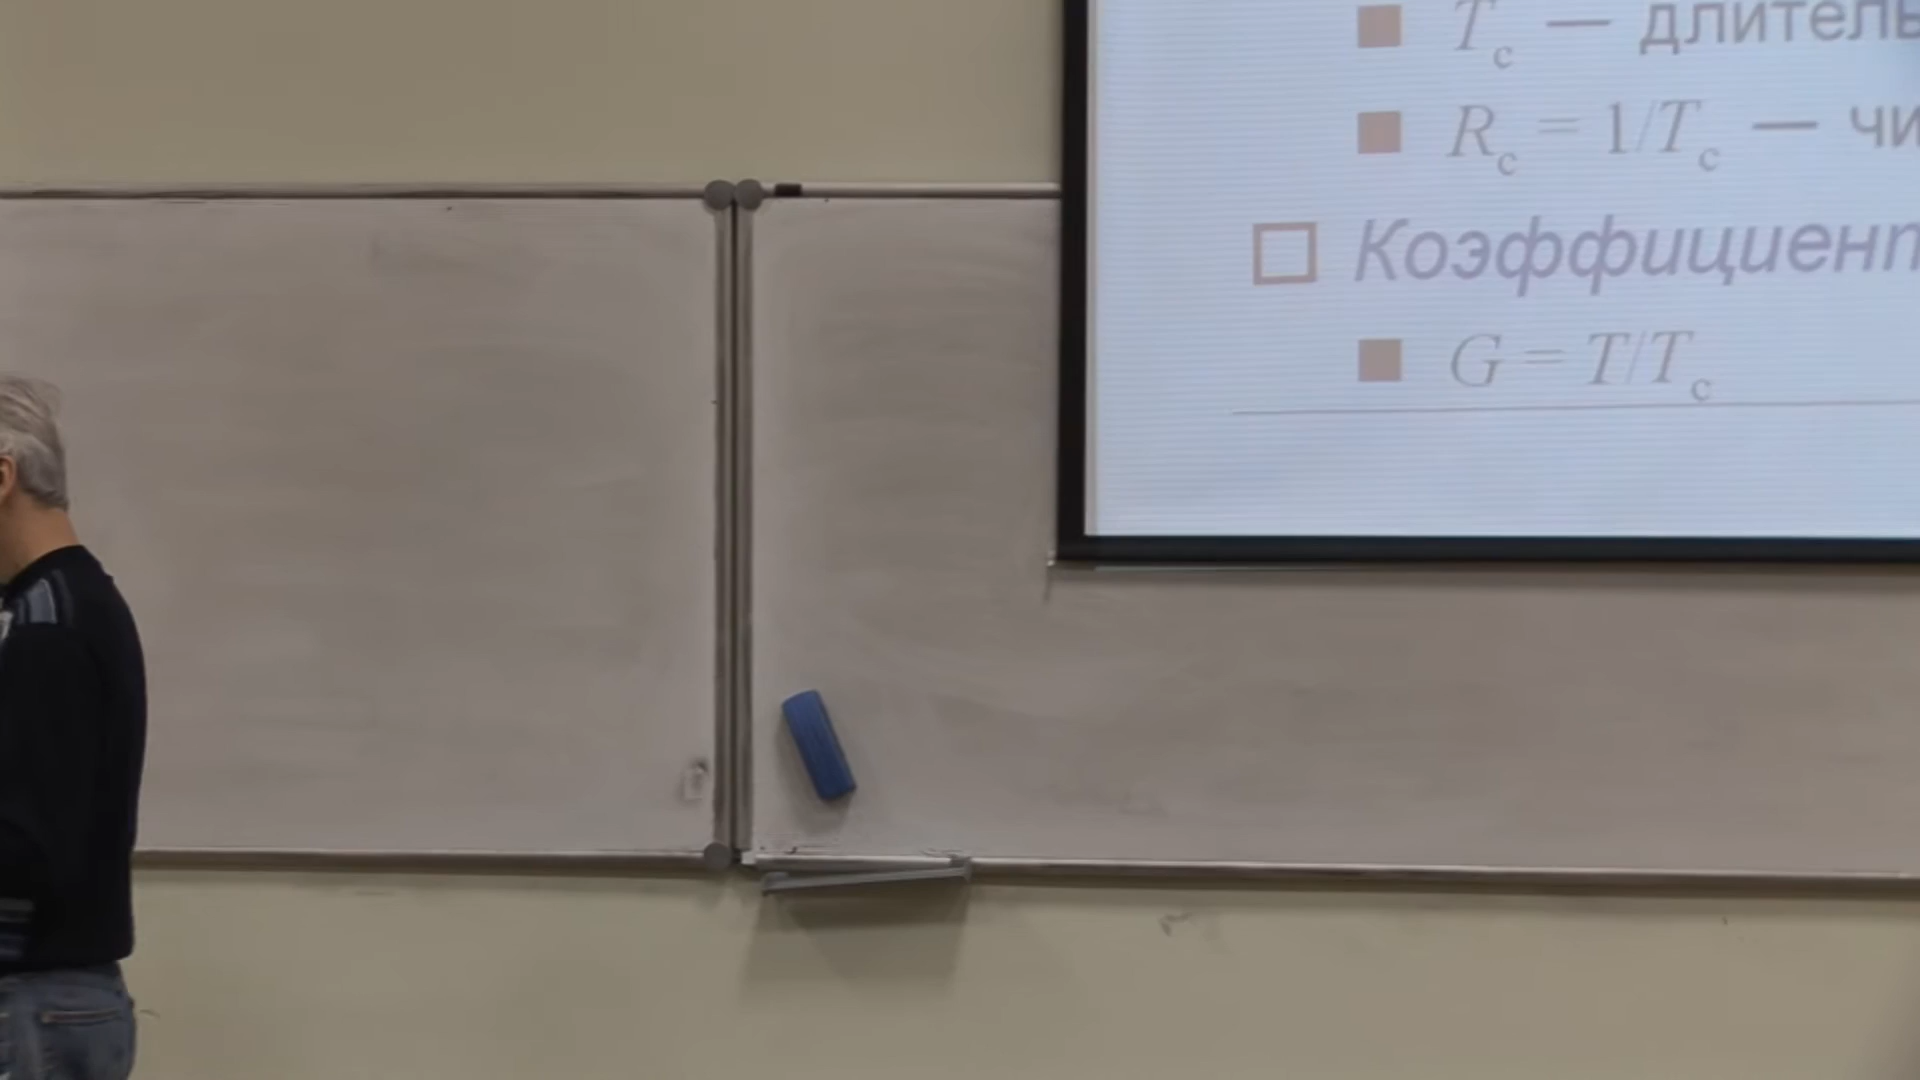 T_c — длитель
R_c = 1/T_c — чи
Коэффициент
G = T/T_c